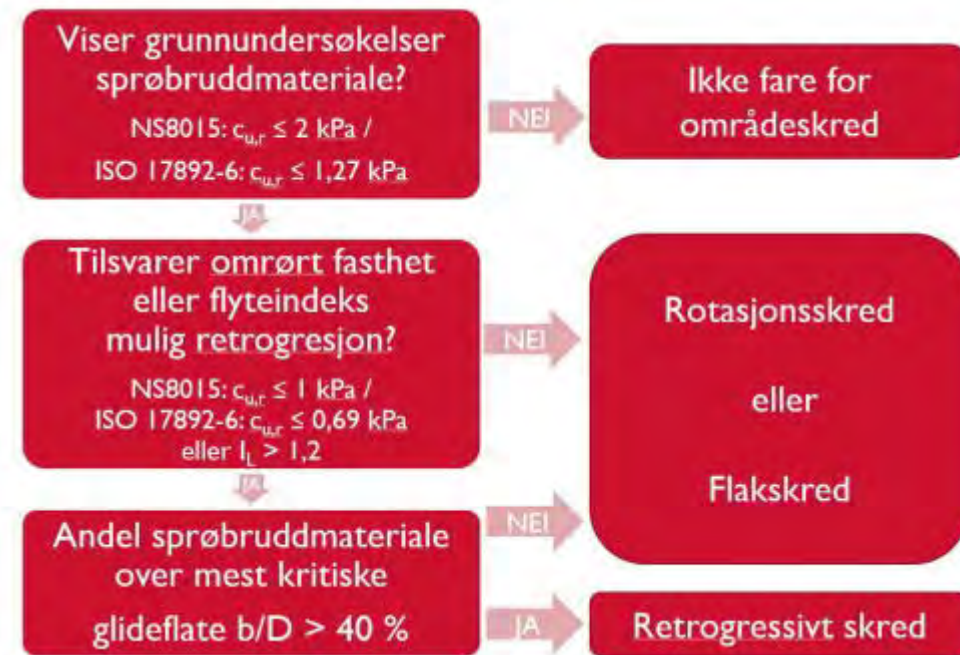 Viser grunnundersøkelser
sprøbruddmateriale?
NS8015: cu,r ≤ 2 kPa /
ISO 17892-6: cu,r ≤ 1,27 kPa
NEI
Ikke fare for
områdeskred
JA
Tilsvarer omrørt fasthet
eller flyteindeks
mulig retrogresjon?
NS8015: cu,r ≤ 1 kPa /
ISO 17892-6: cu,r ≤ 0,69 kPa
eller IL > 1,2
NEI
Rotasjonsskred
eller
Flakskred
JA
Andel sprøbruddmateriale
over mest kritiske
glideflate b/D > 40 %
NEI
JA
Retrogressivt skred